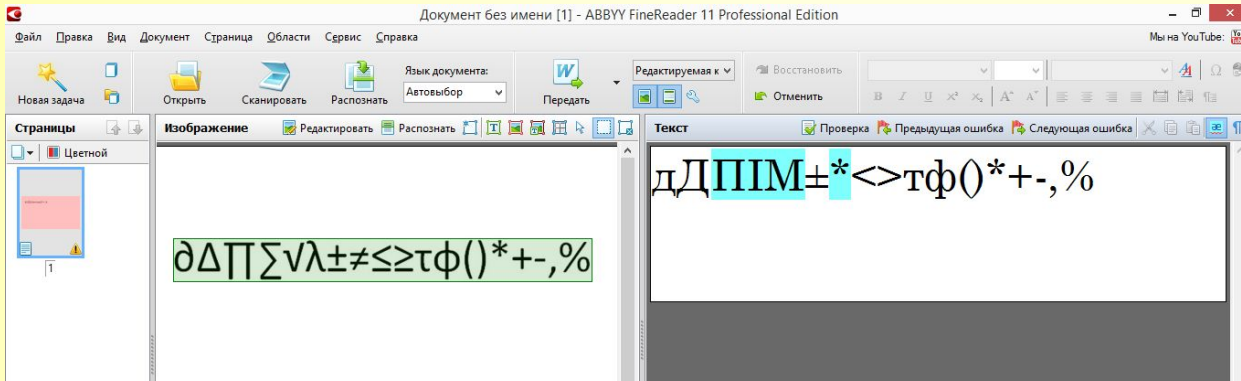 Документ без имени [1] - ABBYY FineReader 11 Professional Edition
Файл Правка Вид Документ Страница Области Сервис Справка Мы на YouTube:
Новая задача Открыть Сканировать Распознать Язык документа: Автовыбор Передать Редактируемая к Восстановить Отменить
Страницы Изображение Редактировать Распознать Текст Проверка Предыдущая ошибка Следующая ошибка
Цветной
∂∆∏∑√λ±≠≤≥τφ()*+-,%
дДПІМ±*<>тф()*+-,%
1